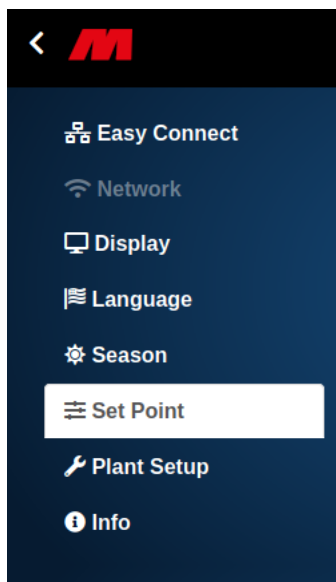 Easy Connect
Network
Display
Language
Season
Set Point
Plant Setup
Info